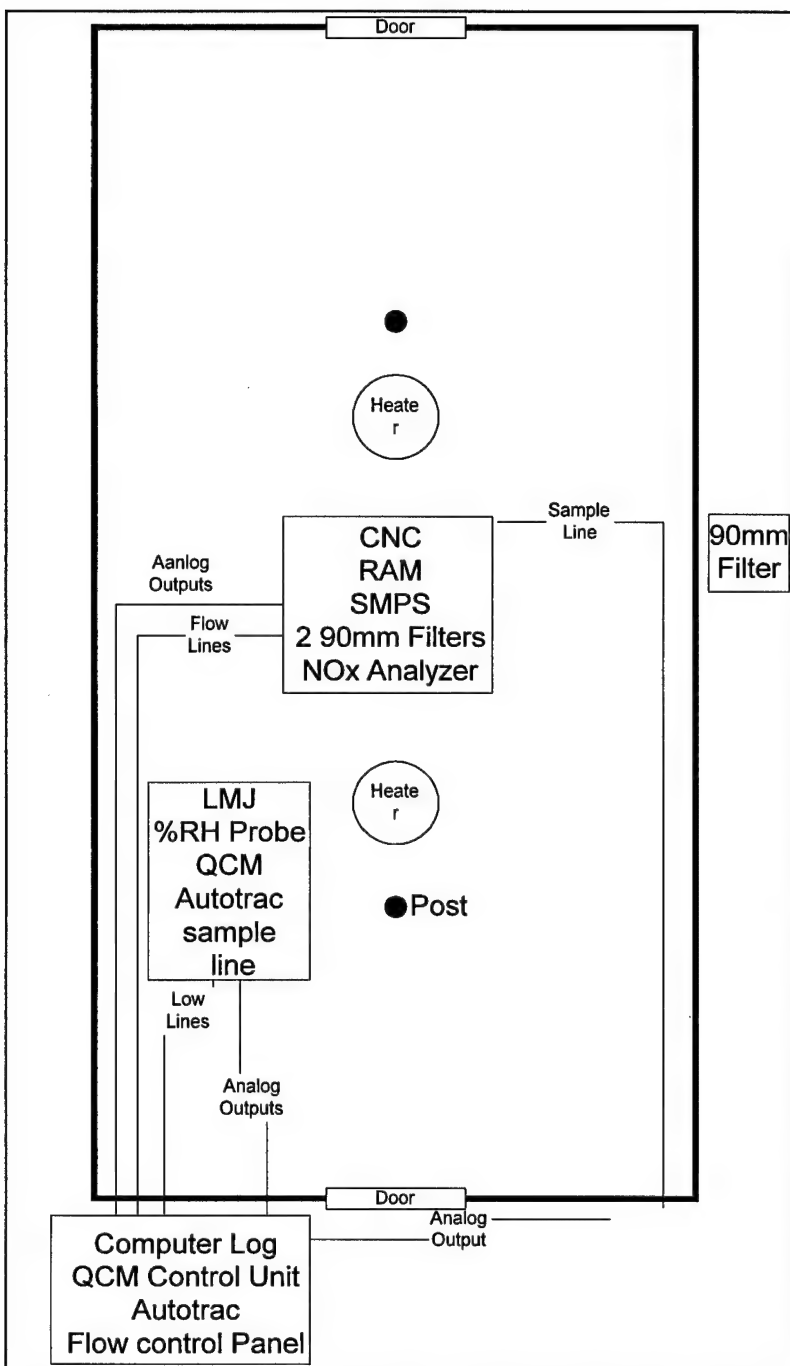 Door
Heate
r
Sample
Line
90mm
Filter
CNC
RAM
SMPS
2 90mm Filters
NOx Analyzer
Aanlog
Outputs
Flow
Lines
Heate
r
LMJ
%RH Probe
QCM
Autotrac
sample
line
Post
Low
Lines
Analog
Outputs
Door
Analog
Output
Computer Log
QCM Control Unit
Autotrac
Flow control Panel